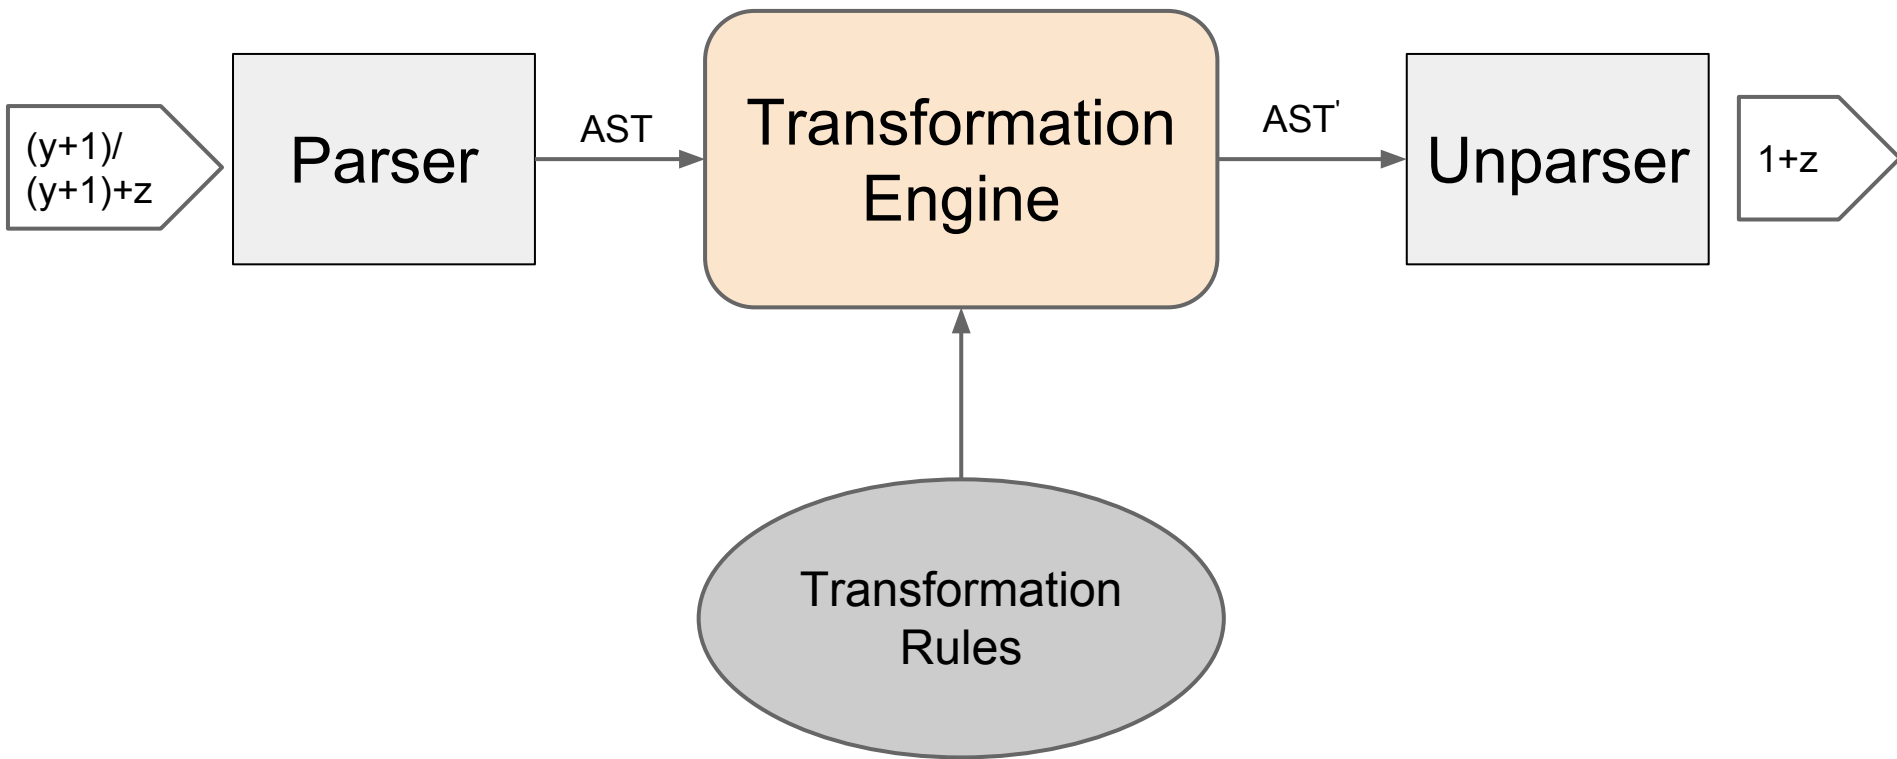 (y+1)/
(y+1)+z
Parser
AST
Transformation
Engine
AST'
Unparser
1+z
Transformation
Rules